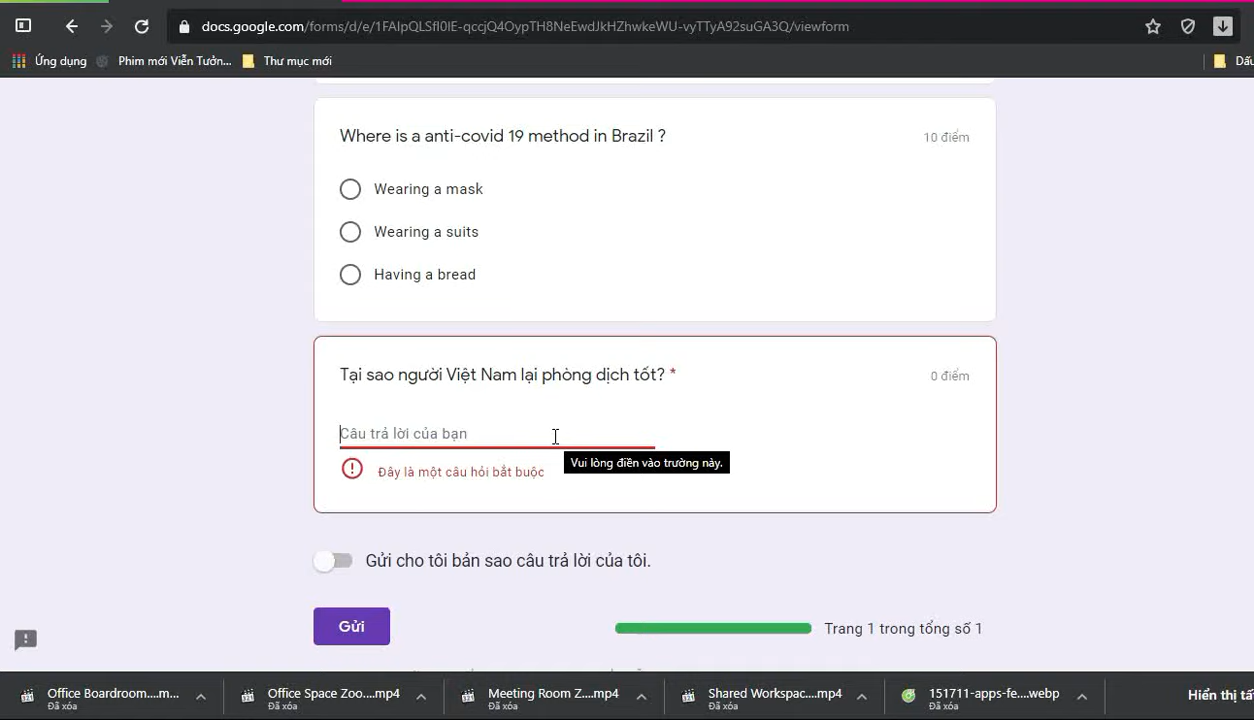 docs.google.com/forms/d/e/1FAIpQLSfl0IE-qccjQ4OypTH8NeEwdJkHZhwkeWU-vyTTyA92suGA3Q/viewform
Ứng dụng Phim mới Viễn Tưởn... Thư mục mới Dấu
Where is a anti-covid 19 method in Brazil ? 10 điểm
Wearing a mask
Wearing a suits
Having a bread
Tại sao người Việt Nam lại phòng dịch tốt? * 0 điểm
Câu trả lời của bạn
Vui lòng điền vào trường này.
Đây là một câu hỏi bắt buộc
Gửi cho tôi bản sao câu trả lời của tôi.
Gửi Trang 1 trong tổng số 1
Office Boardroom....m... Office Space Zoo....mp4 Meeting Room Z....mp4 Shared Workspac....mp4 151711-apps-fe....webp Hiển thị tấ
Đã xóa Đã xóa Đã xóa Đã xóa Đã xóa